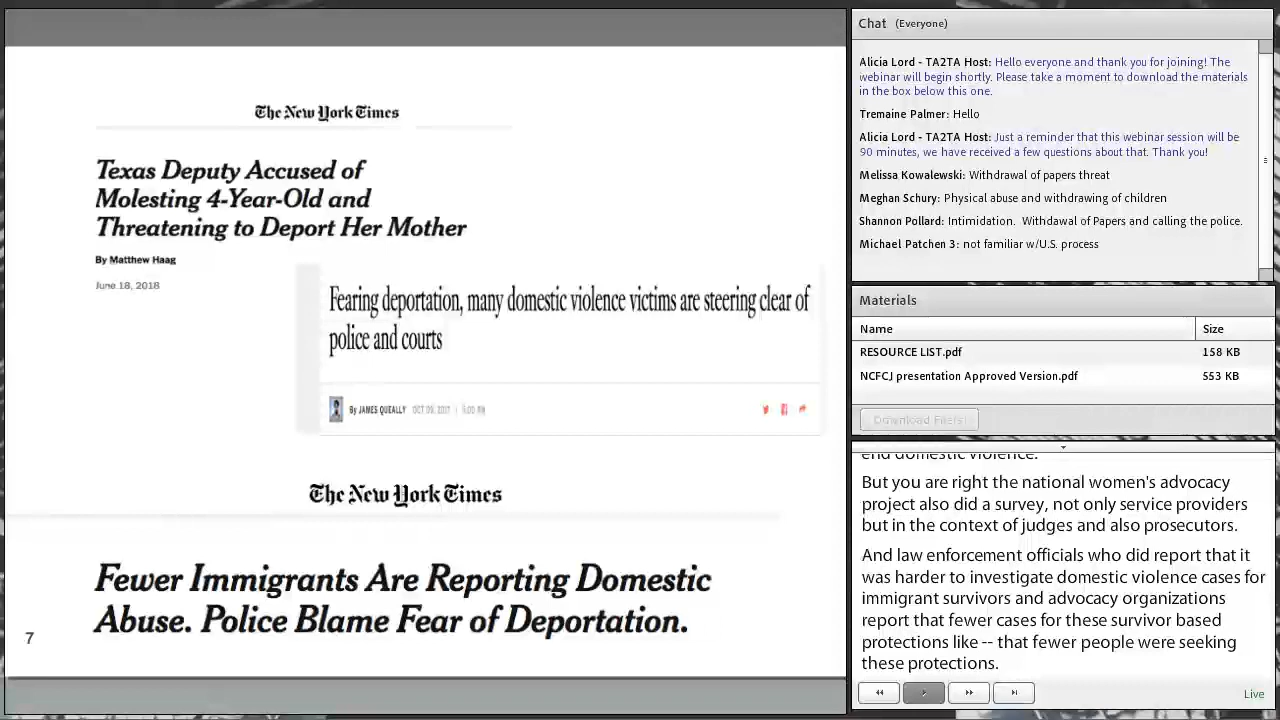 The New York Times
Texas Deputy Accused of
Molesting 4-Year-Old and
Threatening to Deport Her Mother
By Matthew Haag
June 18, 2018
Fearing deportation, many domestic violence victims are steering clear of
police and courts
By JAMES QUEALLY OCT 09, 2017 | 5:00 PM
The New York Times
Fewer Immigrants Are Reporting Domestic
Abuse. Police Blame Fear of Deportation.
7
Chat (Everyone)
Alicia Lord - TA2TA Host: Hello everyone and thank you for joining! The
webinar will begin shortly. Please take a moment to download the materials
in the box below this one.
Tremaine Palmer: Hello
Alicia Lord - TA2TA Host: Just a reminder that this webinar session will be
90 minutes, we have received a few questions about that. Thank you!
Melissa Kowalewski: Withdrawal of papers threat
Meghan Schury: Physical abuse and withdrawing of children
Shannon Pollard: Intimidation. Withdawal of Papers and calling the police.
Michael Patchen 3: not familiar w/U.S. process
Materials
Name Size
RESOURCE LIST.pdf 158 KB
NCFCJ presentation Approved Version.pdf 553 KB
Download File(s)
end domestic violence.
But you are right the national women's advocacy
project also did a survey, not only service providers
but in the context of judges and also prosecutors.
And law enforcement officials who did report that it
was harder to investigate domestic violence cases for
immigrant survivors and advocacy organizations
report that fewer cases for these survivor based
protections like -- that fewer people were seeking
these protections.
Live